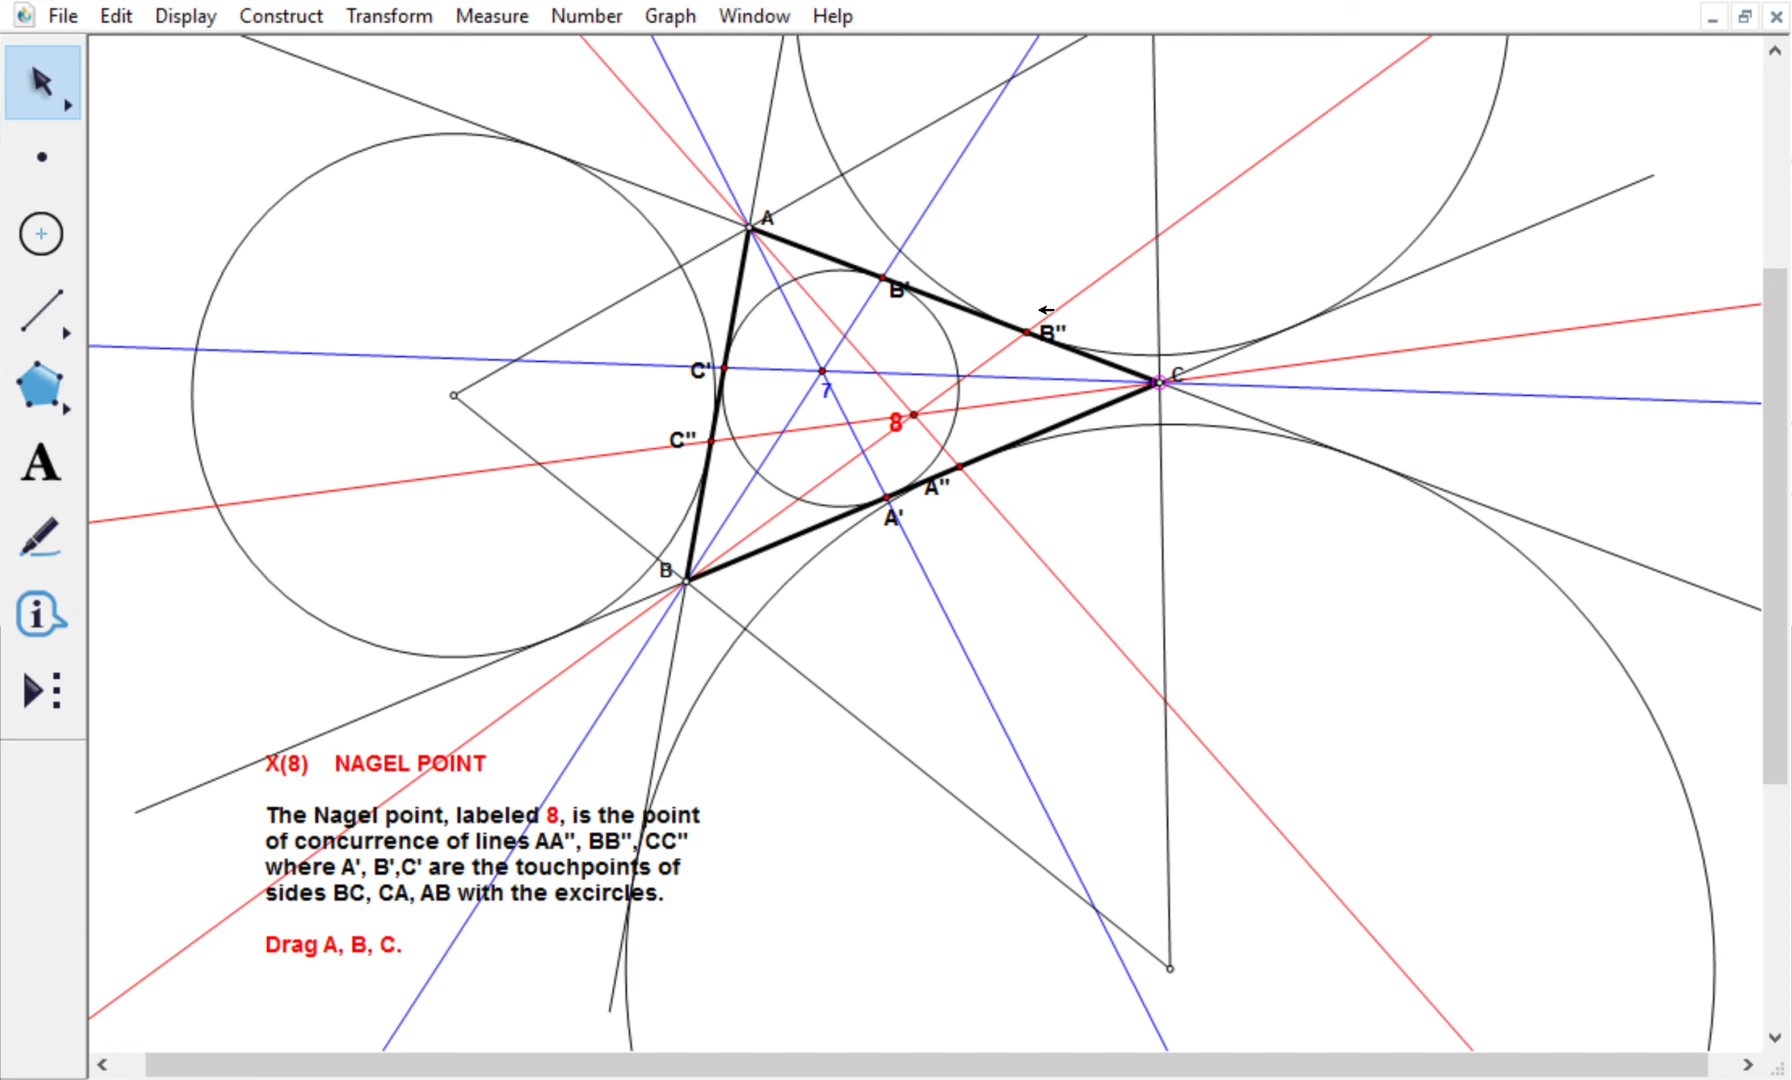 File Edit Display Construct Transform Measure Number Graph Window Help
A
A
B'
B"
C'
C
7
8
C"
A"
A'
B
X(8) NAGEL POINT
The Nagel point, labeled 8, is the point
of concurrence of lines AA", BB", CC"
where A', B',C' are the touchpoints of
sides BC, CA, AB with the excircles.
Drag A, B, C.